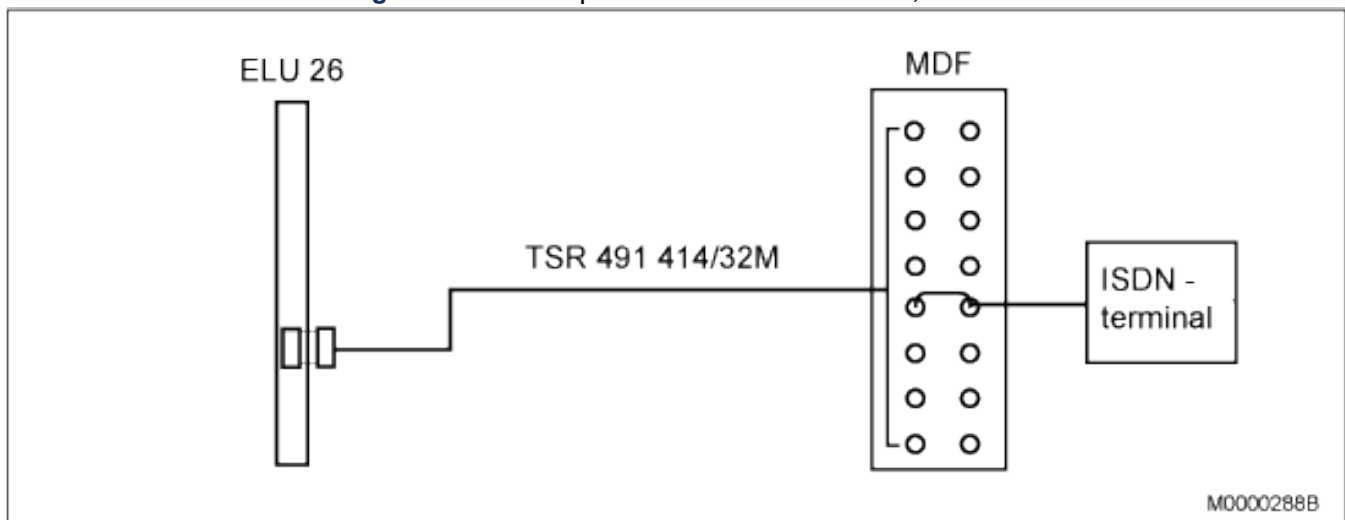 ELU 26
MDF
TSR 491 414/32M
ISDN -
terminal
M0000288B